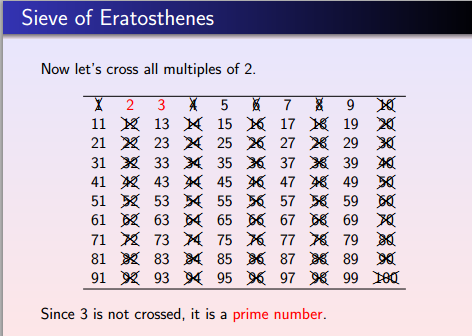 Sieve of Eratosthenes
Now let's cross all multiples of 2.
1 2 3 4 5 6 7 8 9 10
11 12 13 14 15 16 17 18 19 20
21 22 23 24 25 26 27 28 29 30
31 32 33 34 35 36 37 38 39 40
41 42 43 44 45 46 47 48 49 50
51 52 53 54 55 56 57 58 59 60
61 62 63 64 65 66 67 68 69 70
71 72 73 74 75 76 77 78 79 80
81 82 83 84 85 86 87 88 89 90
91 92 93 94 95 96 97 98 99 100
Since 3 is not crossed, it is a prime number.